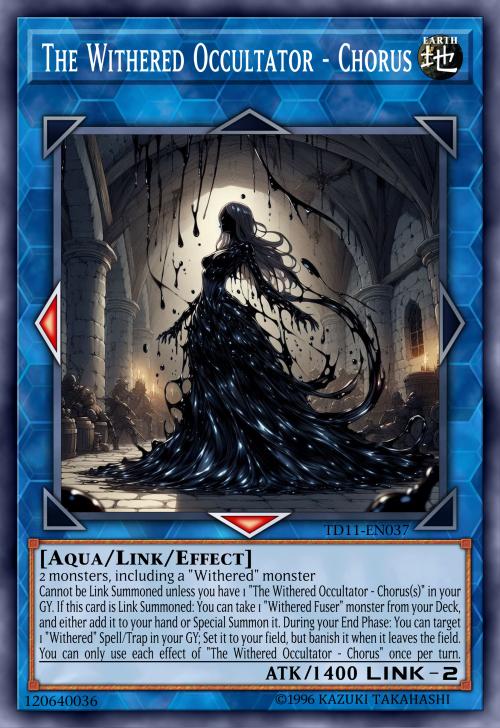 The Withered Occultator - Chorus
EARTH
地
TD11-EN037
[Aqua/Link/Effect]
2 monsters, including a "Withered" monster
Cannot be Link Summoned unless you have 1 "The Withered Occultator - Chorus(s)" in your
GY. If this card is Link Summoned: You can take 1 "Withered Fuser" monster from your Deck,
and either add it to your hand or Special Summon it. During your End Phase: You can target
1 "Withered" Spell/Trap in your GY; Set it to your field, but banish it when it leaves the field.
You can only use each effect of "The Withered Occultator - Chorus" once per turn.
ATK/1400 LINK-2
120640036
©1996 KAZUKI TAKAHASHI